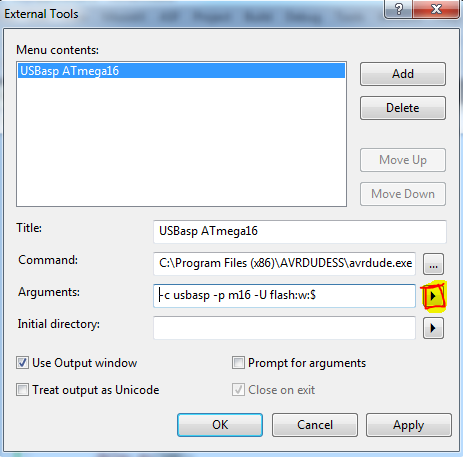 External Tools
Menu contents:
USBasp ATmega16
Add
Delete
Move Up
Move Down
Title:
USBasp ATmega16
Command:
C:\Program Files (x86)\AVRDUDESS\avrdude.exe
...
Arguments:
-c usbasp -p m16 -U flash:w:$
Initial directory:
Use Output window
Prompt for arguments
Treat output as Unicode
Close on exit
OK
Cancel
Apply